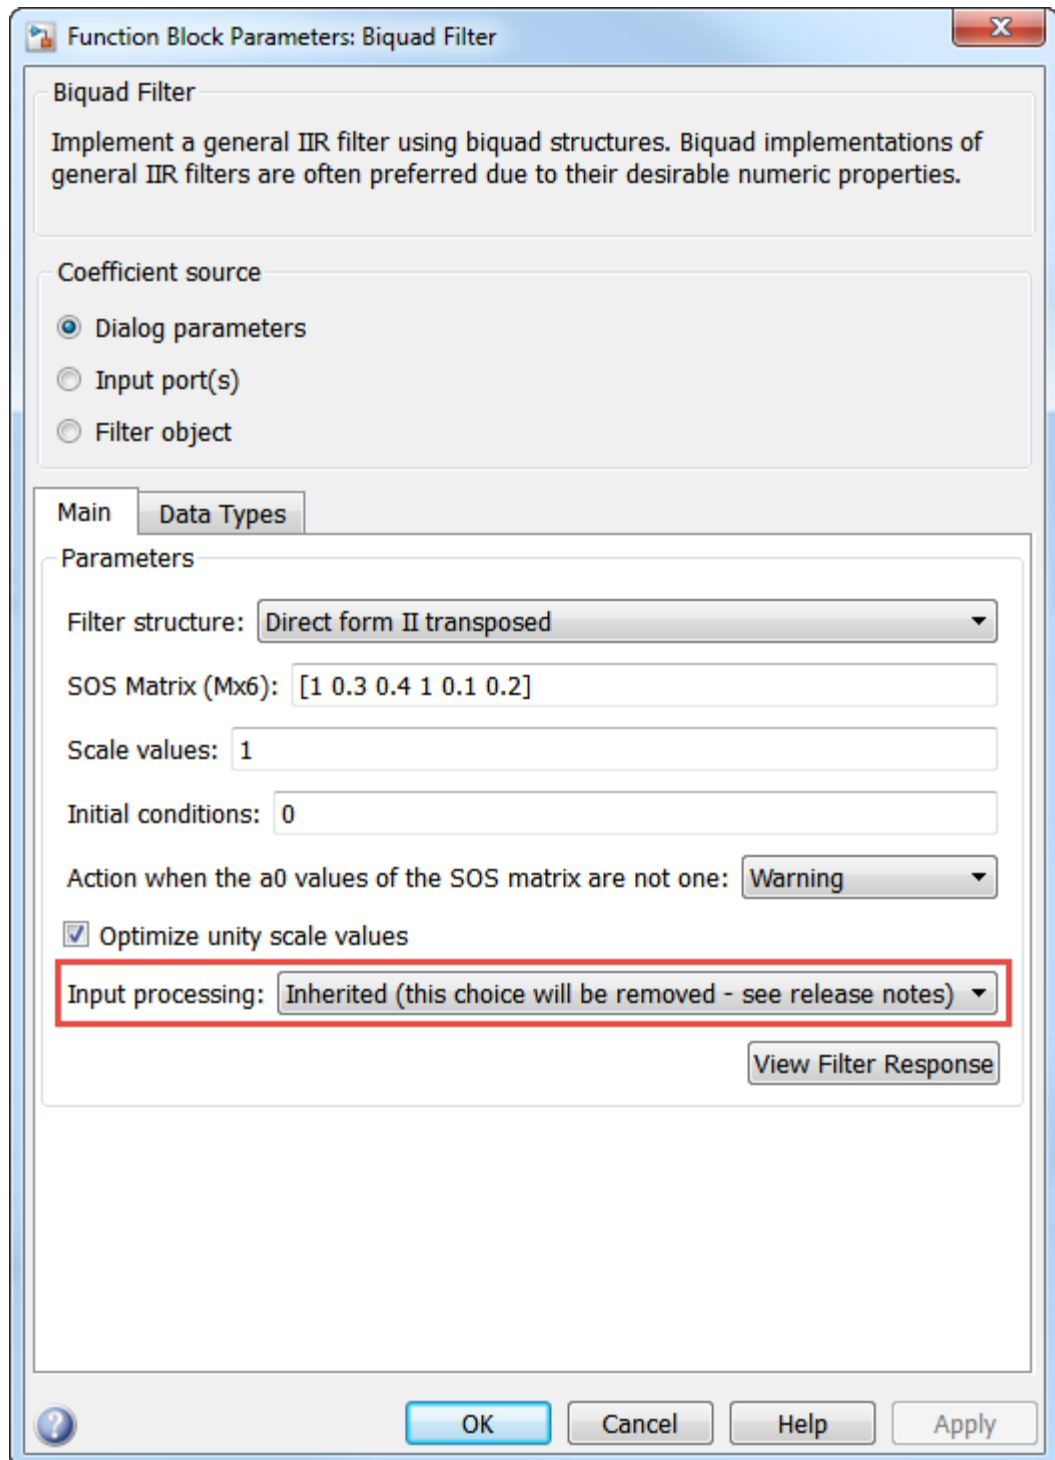 Function Block Parameters: Biquad Filter
X
Biquad Filter
Implement a general IIR filter using biquad structures. Biquad implementations of
general IIR filters are often preferred due to their desirable numeric properties.
Coefficient source
Dialog parameters
Input port(s)
Filter object
Main Data Types
Parameters
Filter structure: Direct form II transposed
SOS Matrix (Mx6): [1 0.3 0.4 1 0.1 0.2]
Scale values: 1
Initial conditions: 0
Action when the a0 values of the SOS matrix are not one: Warning
Optimize unity scale values
Input processing: Inherited (this choice will be removed - see release notes)
View Filter Response
? OK Cancel Help Apply